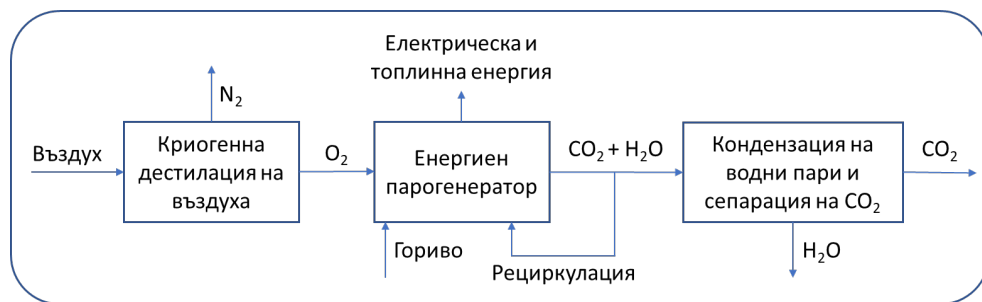 Електрическа и
топлинна енергия
N₂
Въздух
Криогенна
дестилация на
въздуха
O₂
Енергиен
парогенератор
CO₂ + H₂O
Кондензация на
водни пари и
сепарация на CO₂
CO₂
Гориво
Рециркулация
H₂O